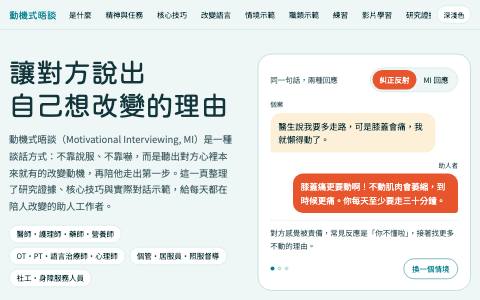 動機式晤談 是什麼 精神與任務 核心技巧 改變語言 情境示範 職類示範 練習 影片學習 研究證 深淺色
讓對方說出
自己想改變的理由
動機式晤談（Motivational Interviewing, MI）是一種
談話方式：不靠說服、不靠嚇，而是聽出對方心裡本
來就有的改變動機，再陪他走出第一步。這一頁整理
了研究證據、核心技巧與實際對話示範，給每天都在
陪人改變的助人工作者。
醫師・護理師・藥師・營養師
OT・PT・語言治療師・心理師 個管・居服員・照服督導
社工・身障服務人員
同一句話，兩種回應 糾正反射 MI 回應
個案
醫生說我要多走路，可是膝蓋會痛，我
就懶得動了。
助人者
膝蓋痛更要動啊！不動肌肉會萎縮，到
時候更痛。你每天至少要走三十分鐘。
對方感覺被責備，常見反應是「你不懂啦」，接著找更多
不動的理由。
換一個情境